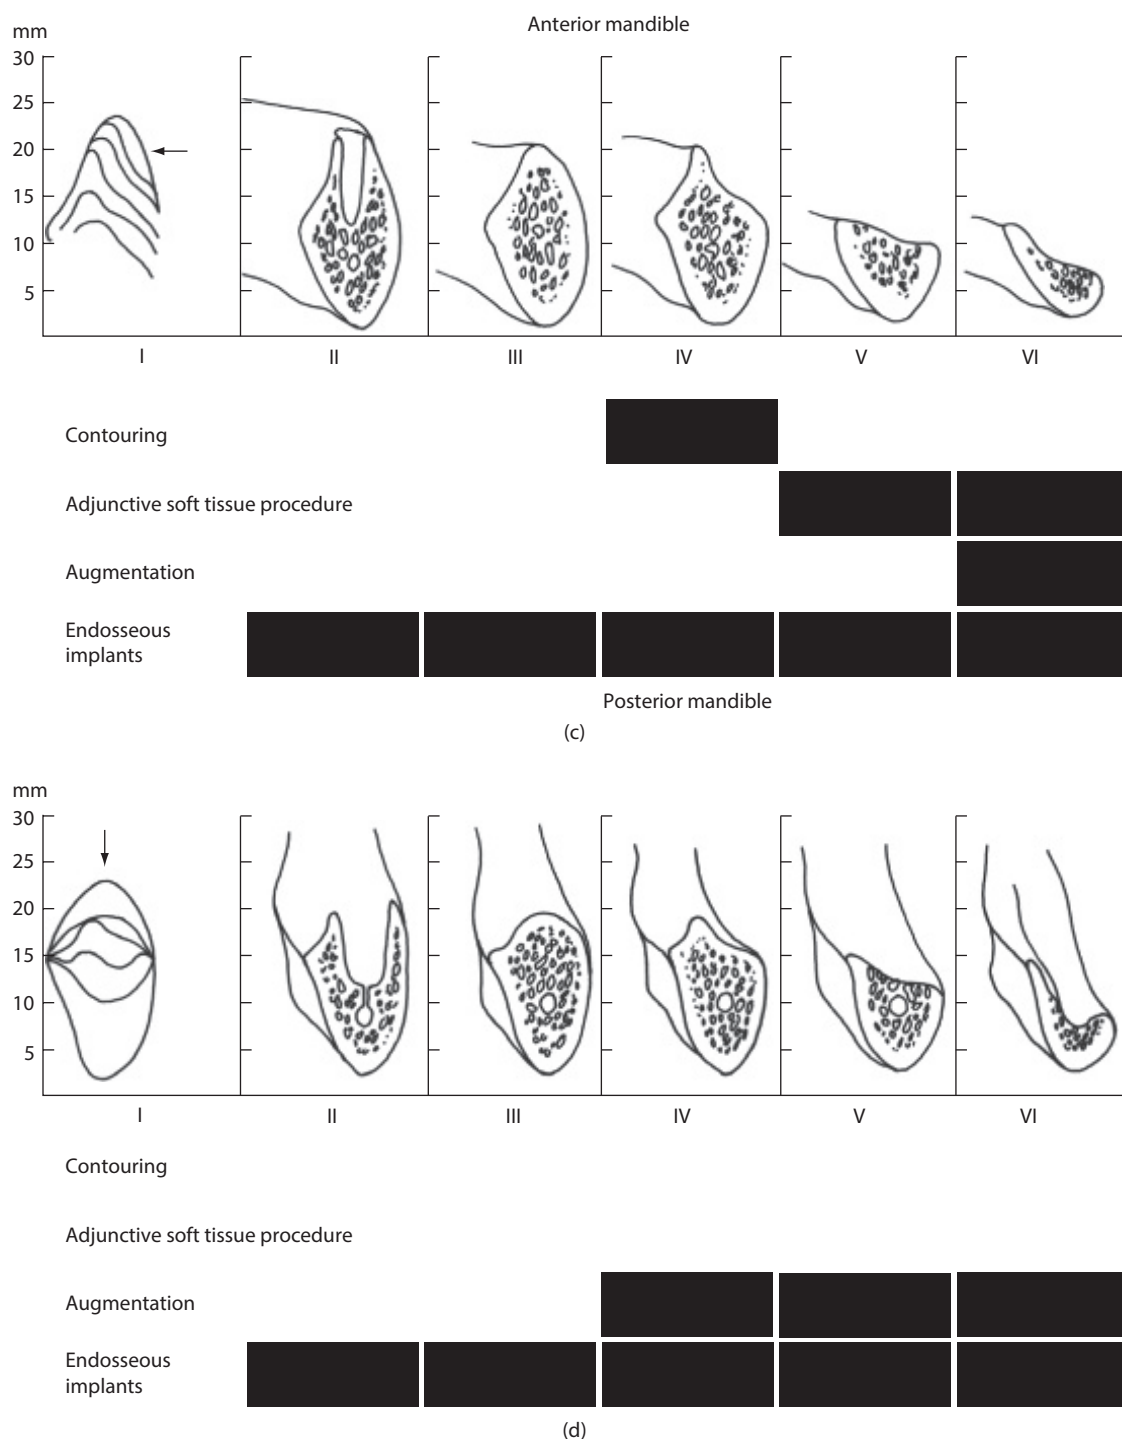 Anterior mandible
mm
30
25
20
15
10
5
I II III IV V VI
Contouring
Adjunctive soft tissue procedure
Augmentation
Endosseous
implants
Posterior mandible
(c)
mm
30
25
20
15
10
5
I II III IV V VI
Contouring
Adjunctive soft tissue procedure
Augmentation
Endosseous
implants
(d)